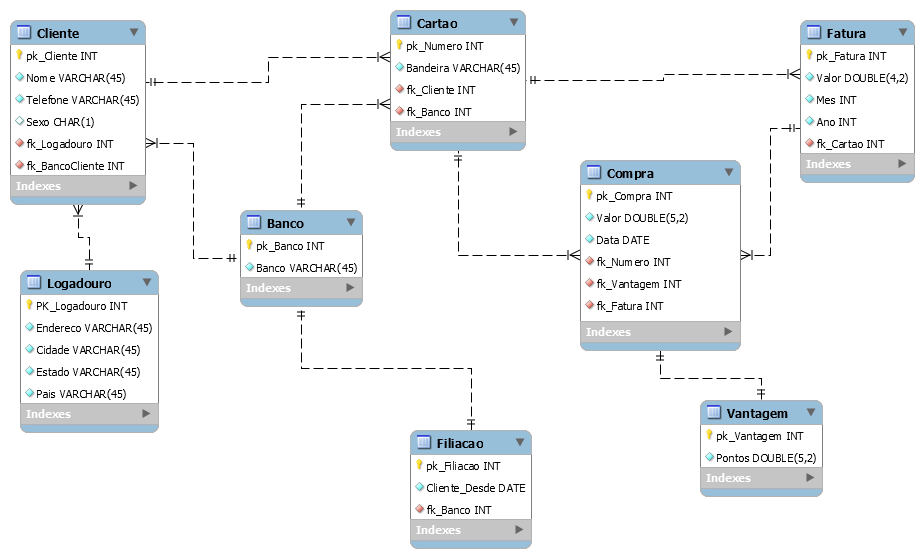 Cliente
pk_Cliente INT
Nome VARCHAR(45)
Telefone VARCHAR(45)
Sexo CHAR(1)
fk_Logadouro INT
fk_BancoCliente INT
Indexes
Cartao
pk_Numero INT
Bandeira VARCHAR(45)
fk_Cliente INT
fk_Banco INT
Indexes
Fatura
pk_Fatura INT
Valor DOUBLE(4,2)
Mes INT
Ano INT
fk_Cartao INT
Indexes
Compra
pk_Compra INT
Valor DOUBLE(5,2)
Data DATE
fk_Numero INT
fk_Vantagem INT
fk_Fatura INT
Indexes
Banco
pk_Banco INT
Banco VARCHAR(45)
Indexes
Logadouro
PK_Logadouro INT
Endereco VARCHAR(45)
Cidade VARCHAR(45)
Estado VARCHAR(45)
Pais VARCHAR(45)
Indexes
Vantagem
pk_Vantagem INT
Pontos DOUBLE(5,2)
Indexes
Filiacao
pk_Filiacao INT
Cliente_Desde DATE
fk_Banco INT
Indexes